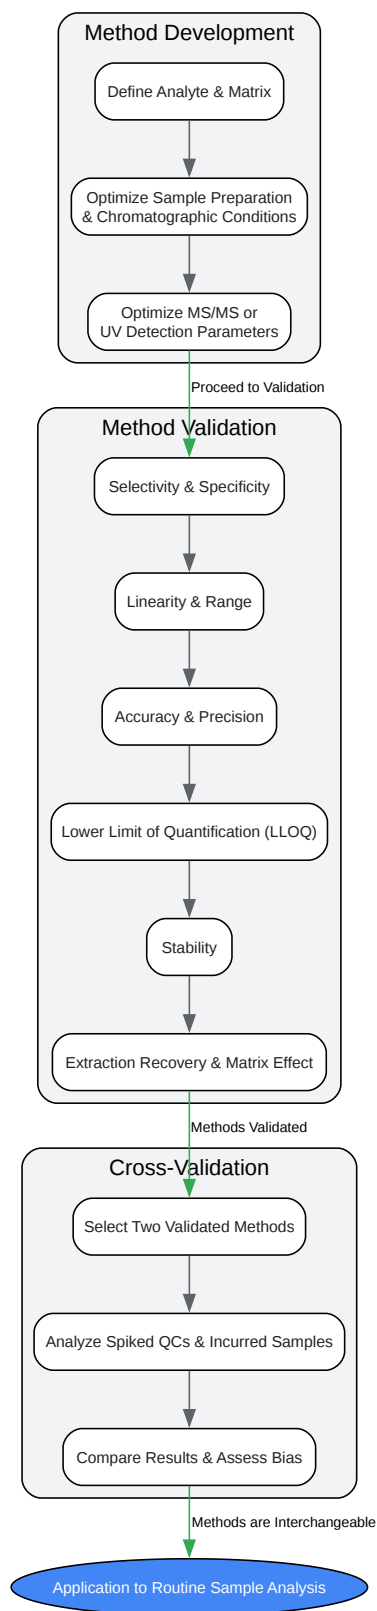 Method Development
Define Analyte & Matrix
Optimize Sample Preparation
& Chromatographic Conditions
Optimize MS/MS or
UV Detection Parameters
Proceed to Validation
Method Validation
Selectivity & Specificity
Linearity & Range
Accuracy & Precision
Lower Limit of Quantification (LLOQ)
Stability
Extraction Recovery & Matrix Effect
Methods Validated
Cross-Validation
Select Two Validated Methods
Analyze Spiked QCs & Incurred Samples
Compare Results & Assess Bias
Methods are Interchangeable
Application to Routine Sample Analysis